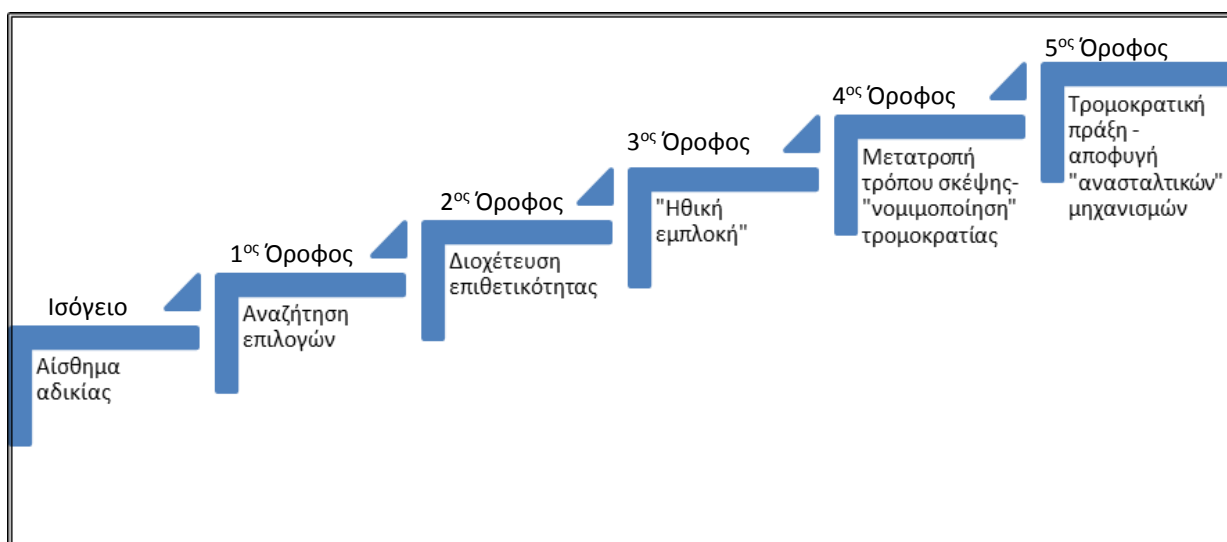 Ισόγειο
Αίσθημα
αδικίας
1ος Όροφος
Αναζήτηση
επιλογών
2ος Όροφος
Διοχέτευση
επιθετικότητας
3ος Όροφος
"Ηθική
εμπλοκή"
4ος Όροφος
Μετατροπή
τρόπου σκέψης-
"νομιμοποίηση"
τρομοκρατίας
5ος Όροφος
Τρομοκρατική
πράξη -
αποφυγή
"ανασταλτικών"
μηχανισμών